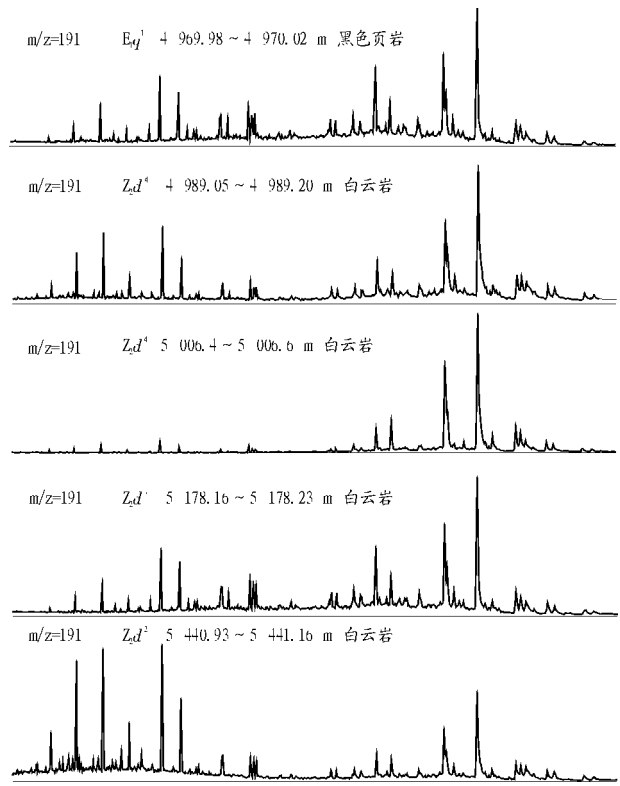 m/z=191 E₁q¹ 4 969.98～4 970.02 m 黑色页岩
m/z=191 Z₂d⁴ 4 989.05～4 989.20 m 白云岩
m/z=191 Z₂d⁴ 5 006.4～5 006.6 m 白云岩
m/z=191 Z₂d 5 178.16～5 178.23 m 白云岩
m/z=191 Z₂d² 5 440.93～5 441.16 m 白云岩